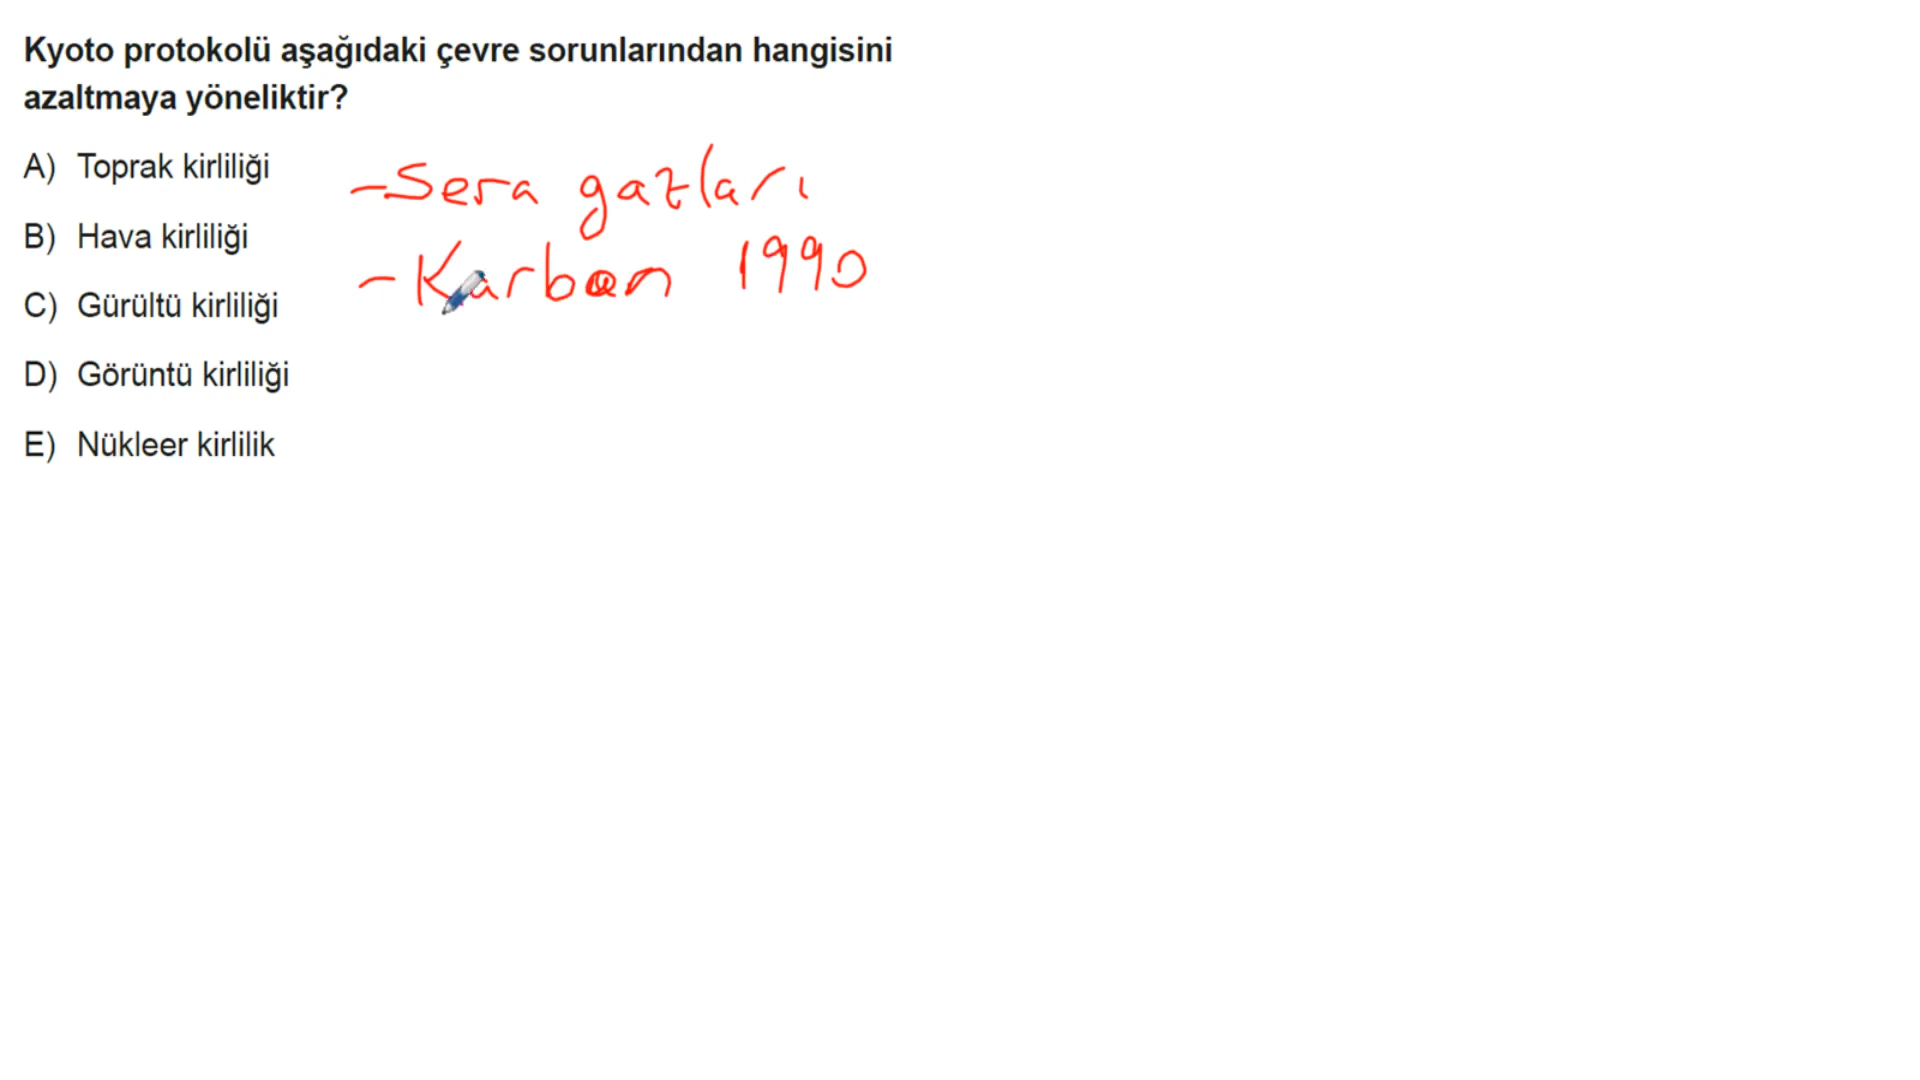 Kyoto protokolü aşağıdaki çevre sorunlarından hangisini
azaltmaya yöneliktir?
A) Toprak kirliliği
B) Hava kirliliği
C) Gürültü kirliliği
D) Görüntü kirliliği
E) Nükleer kirlilik
-Sera gazları
-Karbon 1990